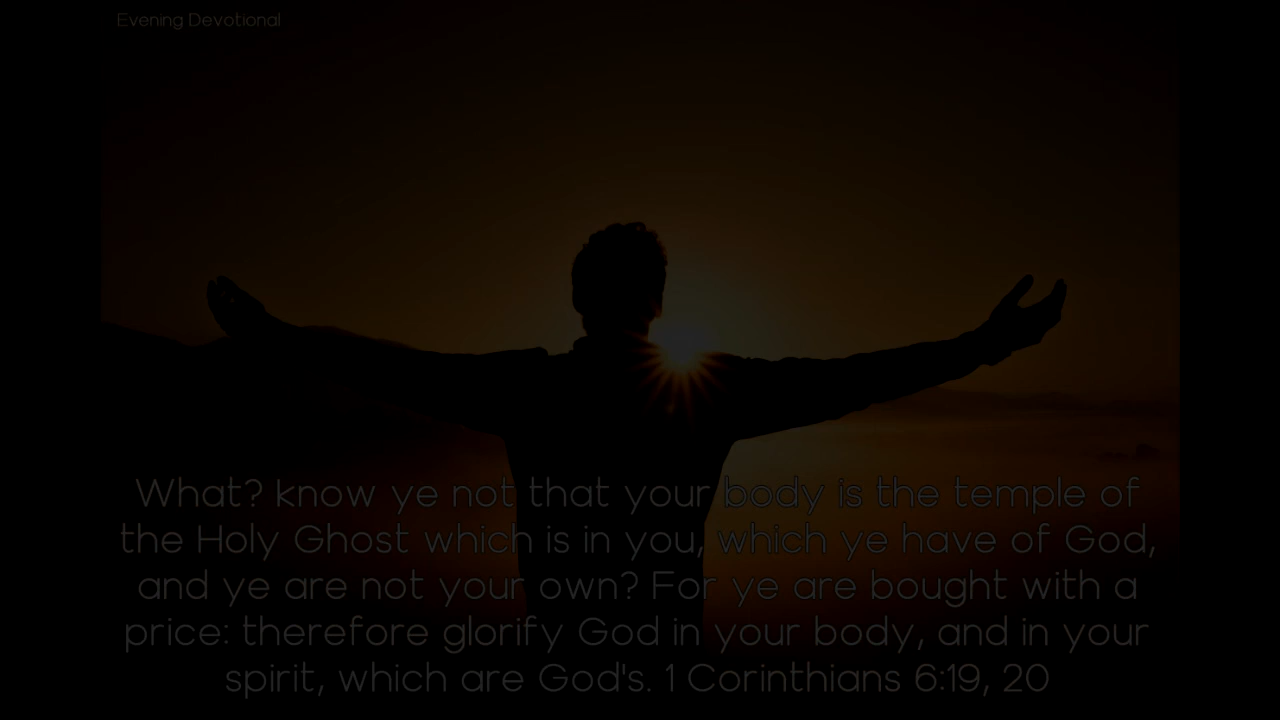 Evening Devotional
What? know ye not that your body is the temple of
the Holy Ghost which is in you, which ye have of God,
and ye are not your own? For ye are bought with a
price: therefore glorify God in your body, and in your
spirit, which are God's. 1 Corinthians 6:19, 20